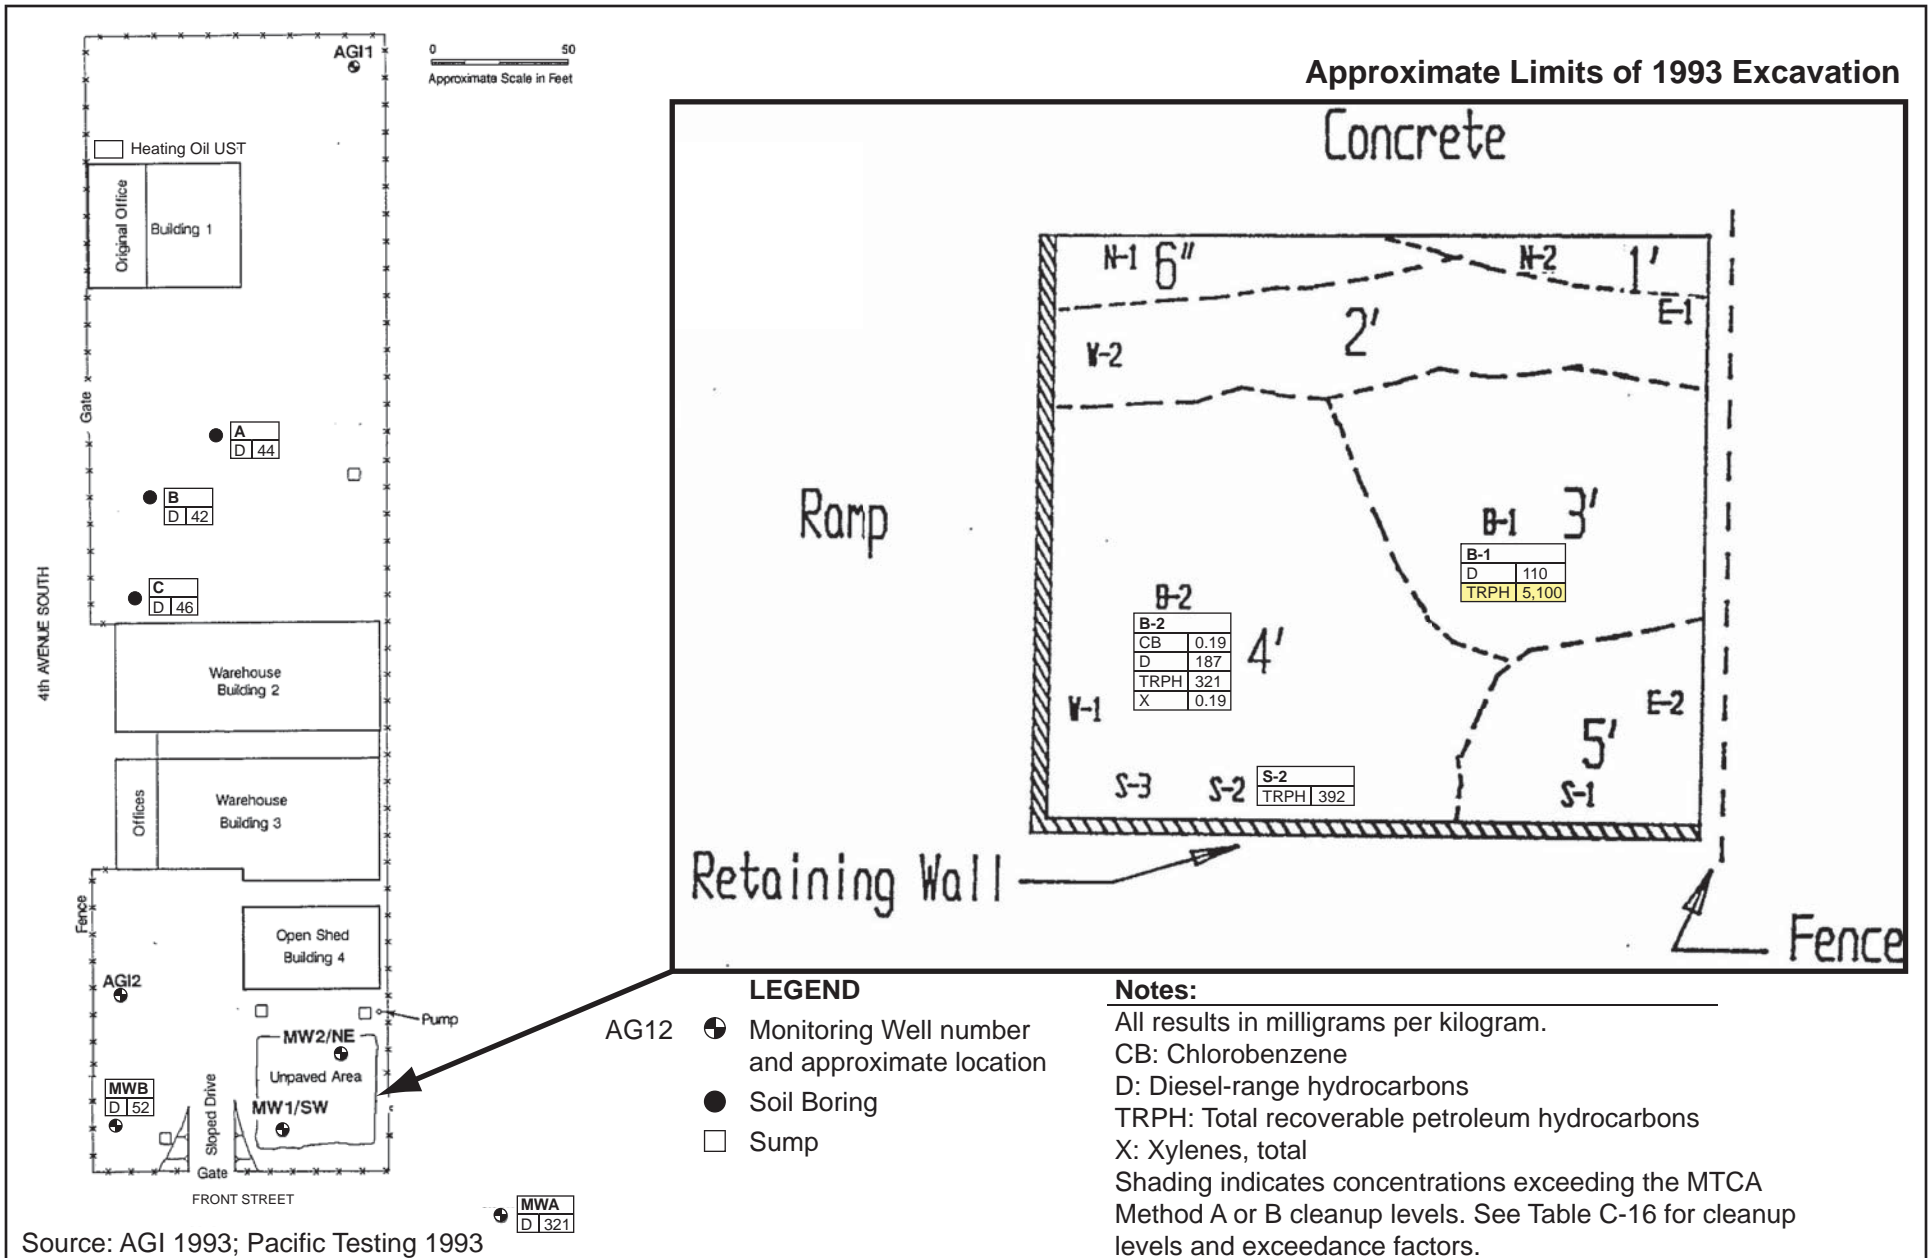 AGI1
0 50
Approximate Scale in Feet
Heating Oil UST
Original Office
Building 1
Gate
A
D 44
B
D 42
C
D 46
4th AVENUE SOUTH
Warehouse
Building 2
Offices
Warehouse
Building 3
Fence
Open Shed
Building 4
AGI2
Pump
MW2/NE
Unpaved Area
MW1/SW
MWB
D 52
Sloped Drive
Gate
FRONT STREET
MWA
D 321
Source: AGI 1993; Pacific Testing 1993
Approximate Limits of 1993 Excavation
Concrete
N-1 6"
N-2 1'
E-1
2'
W-2
Ramp
B-1 3'
B-1
D 110
TRPH 5,100
B-2
B-2
CB 0.19
D 187
TRPH 321
X 0.19
4'
W-1
E-2
5'
S-3
S-2
S-2
TRPH 392
S-1
Retaining Wall
Fence
LEGEND
AG12 Monitoring Well number
and approximate location
Soil Boring
Sump
Notes:
All results in milligrams per kilogram.
CB: Chlorobenzene
D: Diesel-range hydrocarbons
TRPH: Total recoverable petroleum hydrocarbons
X: Xylenes, total
Shading indicates concentrations exceeding the MTCA
Method A or B cleanup levels. See Table C-16 for cleanup
levels and exceedance factors.